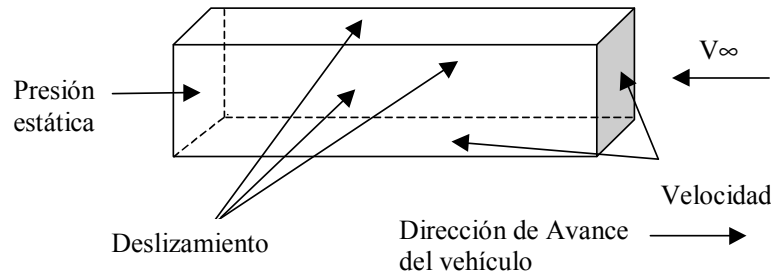 V∞
Presión
estática
Velocidad
Deslizamiento
Dirección de Avance
del vehículo